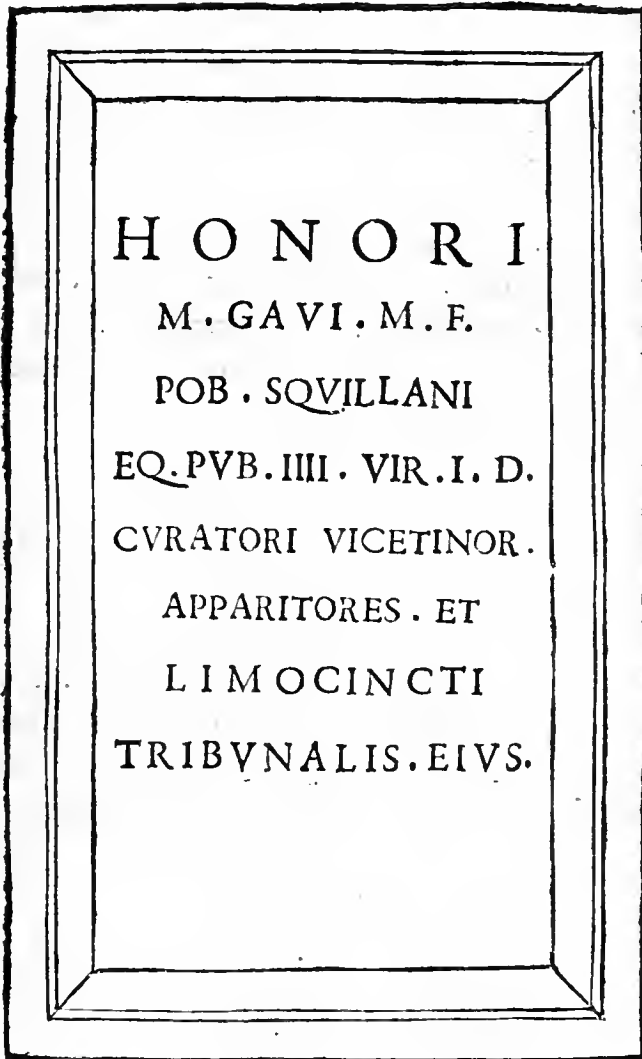 HONORI
M. GAVI. M. F.
POB. SQVILLANI
EQ. PVB. IIII. VIR. I. D.
CVRATORI VICETINOR.
APPARITORES. ET
LIMOCINCTI
TRIBVNALIS. EIVS.